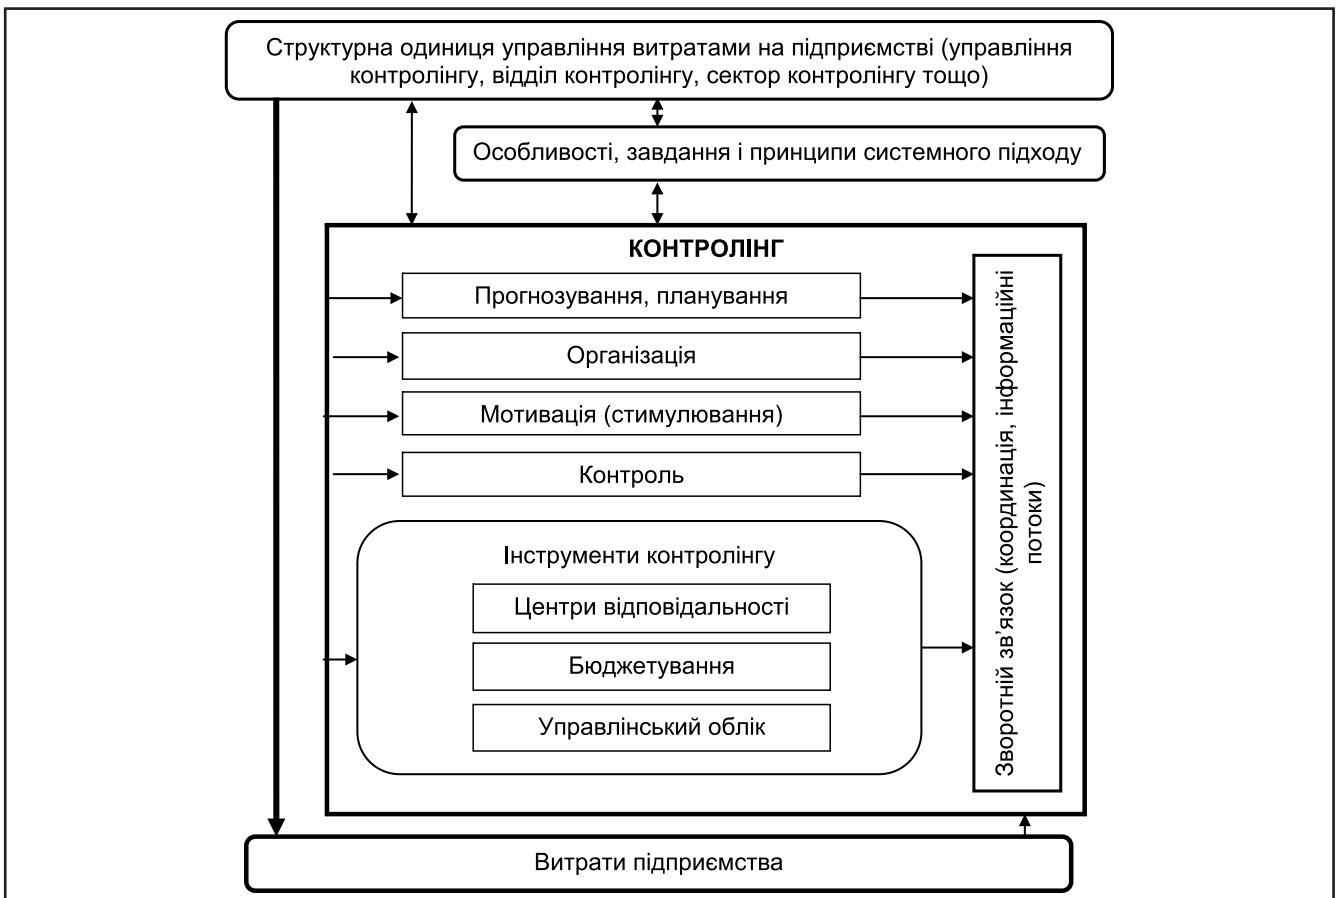 Структурна одиниця управління витратами на підприємстві (управління
контролінгу, відділ контролінгу, сектор контролінгу тощо)
Особливості, завдання і принципи системного підходу
КОНТРОЛІНГ
Прогнозування, планування
Організація
Мотивація (стимулювання)
Контроль
Інструменти контролінгу
Центри відповідальності
Бюджетування
Управлінський облік
Зворотній зв’язок (координація, інформаційні
потоки)
Витрати підприємства